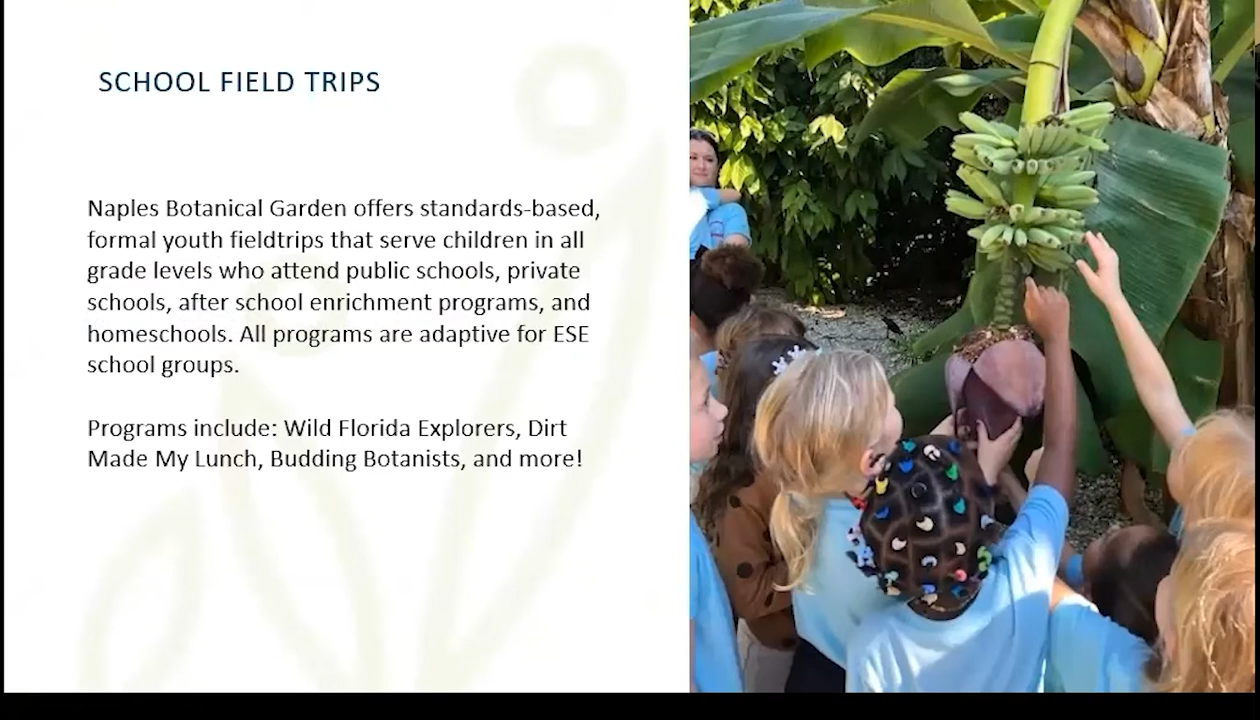 SCHOOL FIELD TRIPS
Naples Botanical Garden offers standards-based,
formal youth fieldtrips that serve children in all
grade levels who attend public schools, private
schools, after school enrichment programs, and
homeschools. All programs are adaptive for ESE
school groups.
Programs include: Wild Florida Explorers, Dirt
Made My Lunch, Budding Botanists, and more!